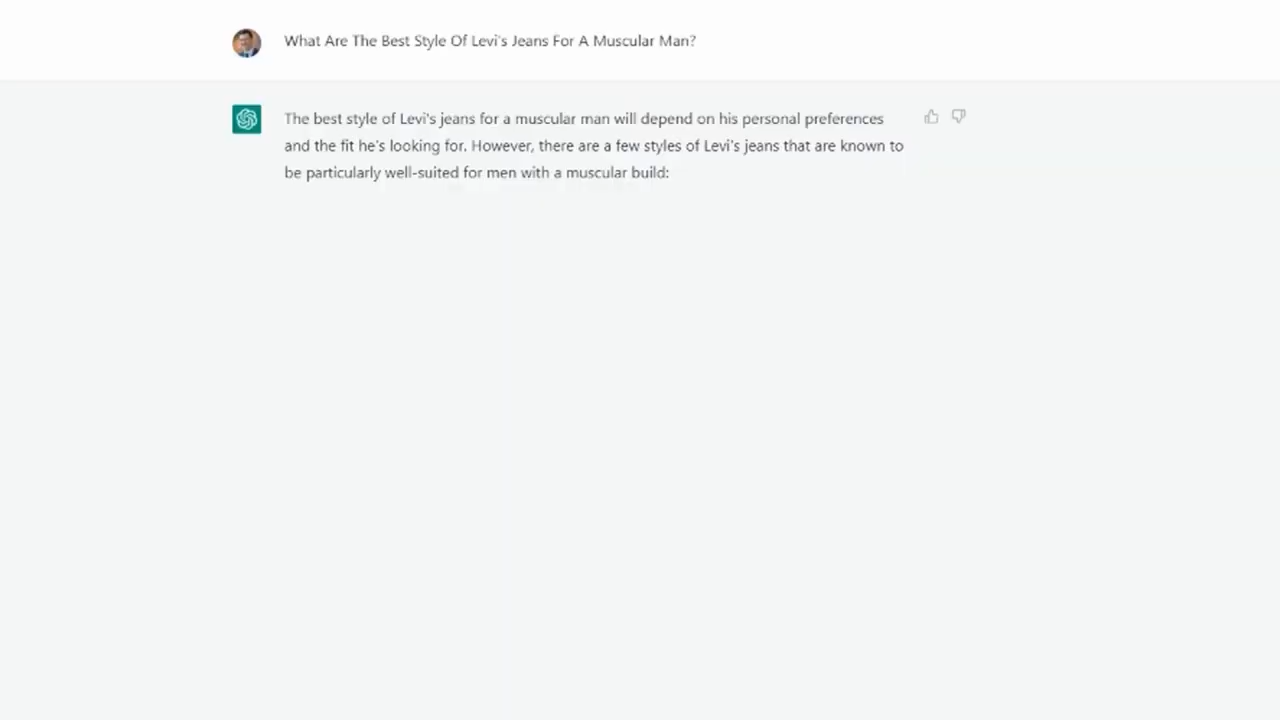 What Are The Best Style Of Levi's Jeans For A Muscular Man?
The best style of Levi's jeans for a muscular man will depend on his personal preferences
and the fit he's looking for. However, there are a few styles of Levi's jeans that are known to
be particularly well-suited for men with a muscular build: